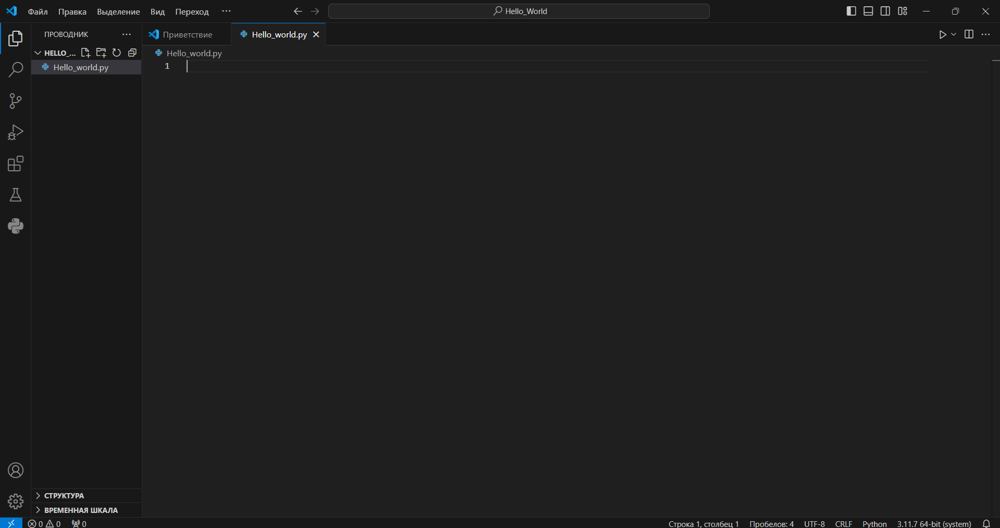 Файл Правка Выделение Вид Переход ··· Hello_World
ПРОВОДНИК ··· Приветствие Hello_world.py
HELLO_... Hello_world.py
Hello_world.py
1
СТРУКТУРА
ВРЕМЕННАЯ ШКАЛА
0 0 0 Строка 1, столбец 1 Пробелов: 4 UTF-8 CRLF Python 3.11.7 64-bit (system)